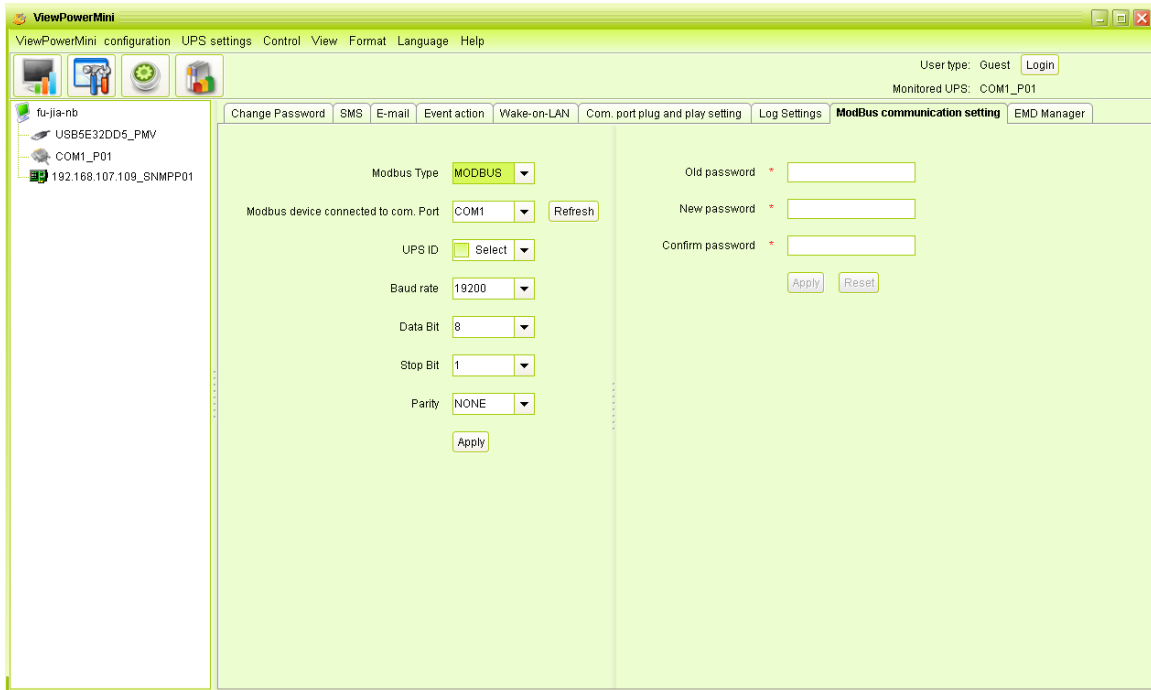 ViewPowerMini
ViewPowerMini configuration UPS settings Control View Format Language Help
User type: Guest Login
Monitored UPS: COM1_P01
fu-jia-nb
USB5E32DD5_PMV
COM1_P01
192.168.107.109_SNMPP01
Change Password SMS E-mail Event action Wake-on-LAN Com. port plug and play setting Log Settings ModBus communication setting EMD Manager
Modbus Type MODBUS
Modbus device connected to com. Port COM1 Refresh
UPS ID Select
Baud rate 19200
Data Bit 8
Stop Bit 1
Parity NONE
Apply
Old password *
New password *
Confirm password *
Apply Reset